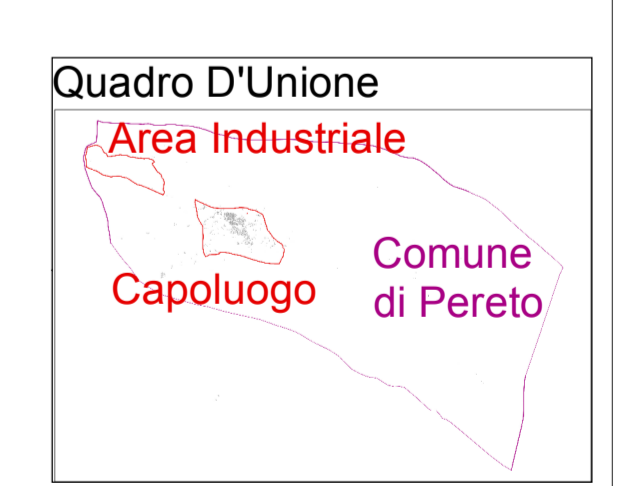 Quadro D'Unione
Area Industriale
Comune
di Pereto
Capoluogo